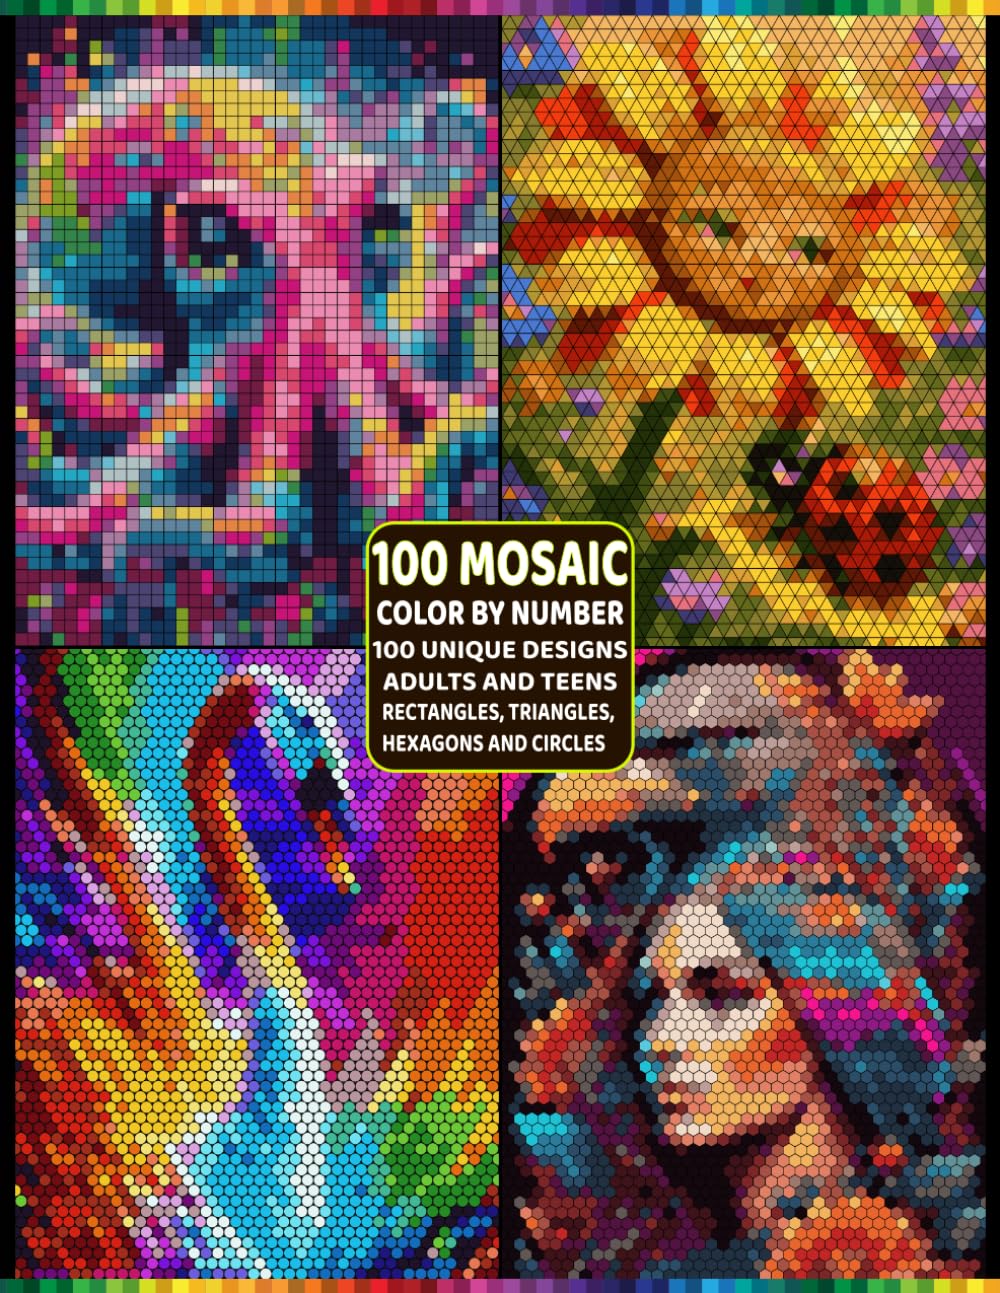 100 MOSAIC
COLOR BY NUMBER
100 UNIQUE DESIGNS
ADULTS AND TEENS
RECTANGLES, TRIANGLES,
HEXAGONS AND CIRCLES